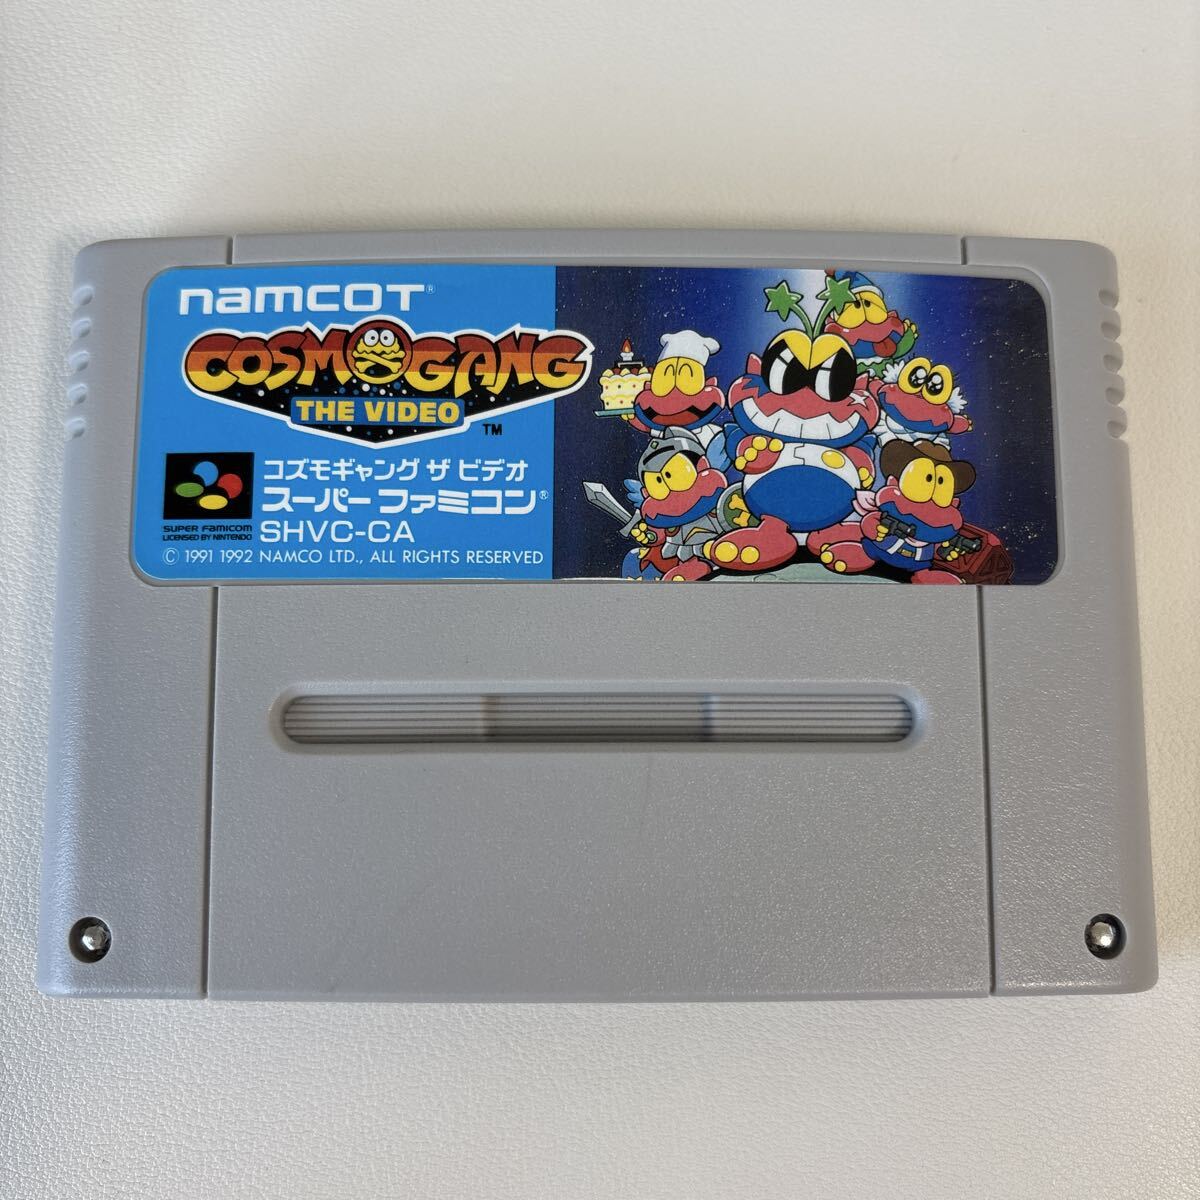 namcoT®
COSMOGANG
THE VIDEO
TM
コズモギャング ザ ビデオ
スーパーファミコン®
SUPER FAMICOM
LICENSED BY NINTENDO
SHVC-CA
© 1991 1992 NAMCO LTD., ALL RIGHTS RESERVED